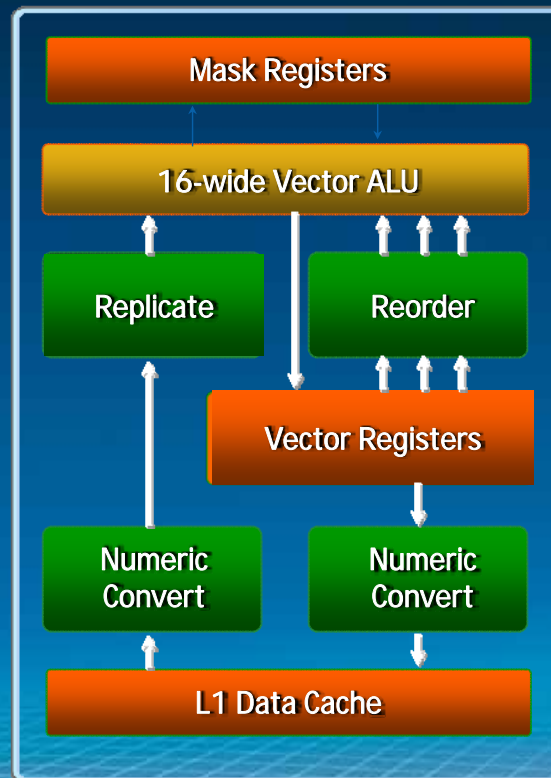 Mask Registers
16-wide Vector ALU
Replicate
Reorder
Vector Registers
Numeric
Convert
Numeric
Convert
L1 Data Cache